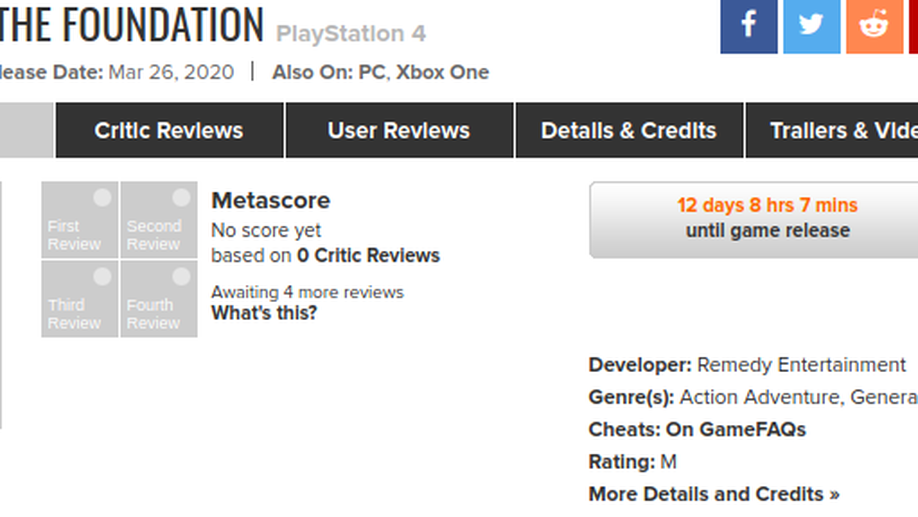 THE FOUNDATION PlayStation 4
lease Date: Mar 26, 2020 | Also On: PC, Xbox One
Critic Reviews User Reviews Details & Credits Trailers & Vide
First Review
Second Review
Third Review
Fourth Review
Metascore
No score yet
based on 0 Critic Reviews
Awaiting 4 more reviews
What's this?
12 days 8 hrs 7 mins
until game release
Developer: Remedy Entertainment
Genre(s): Action Adventure, Genera
Cheats: On GameFAQs
Rating: M
More Details and Credits »